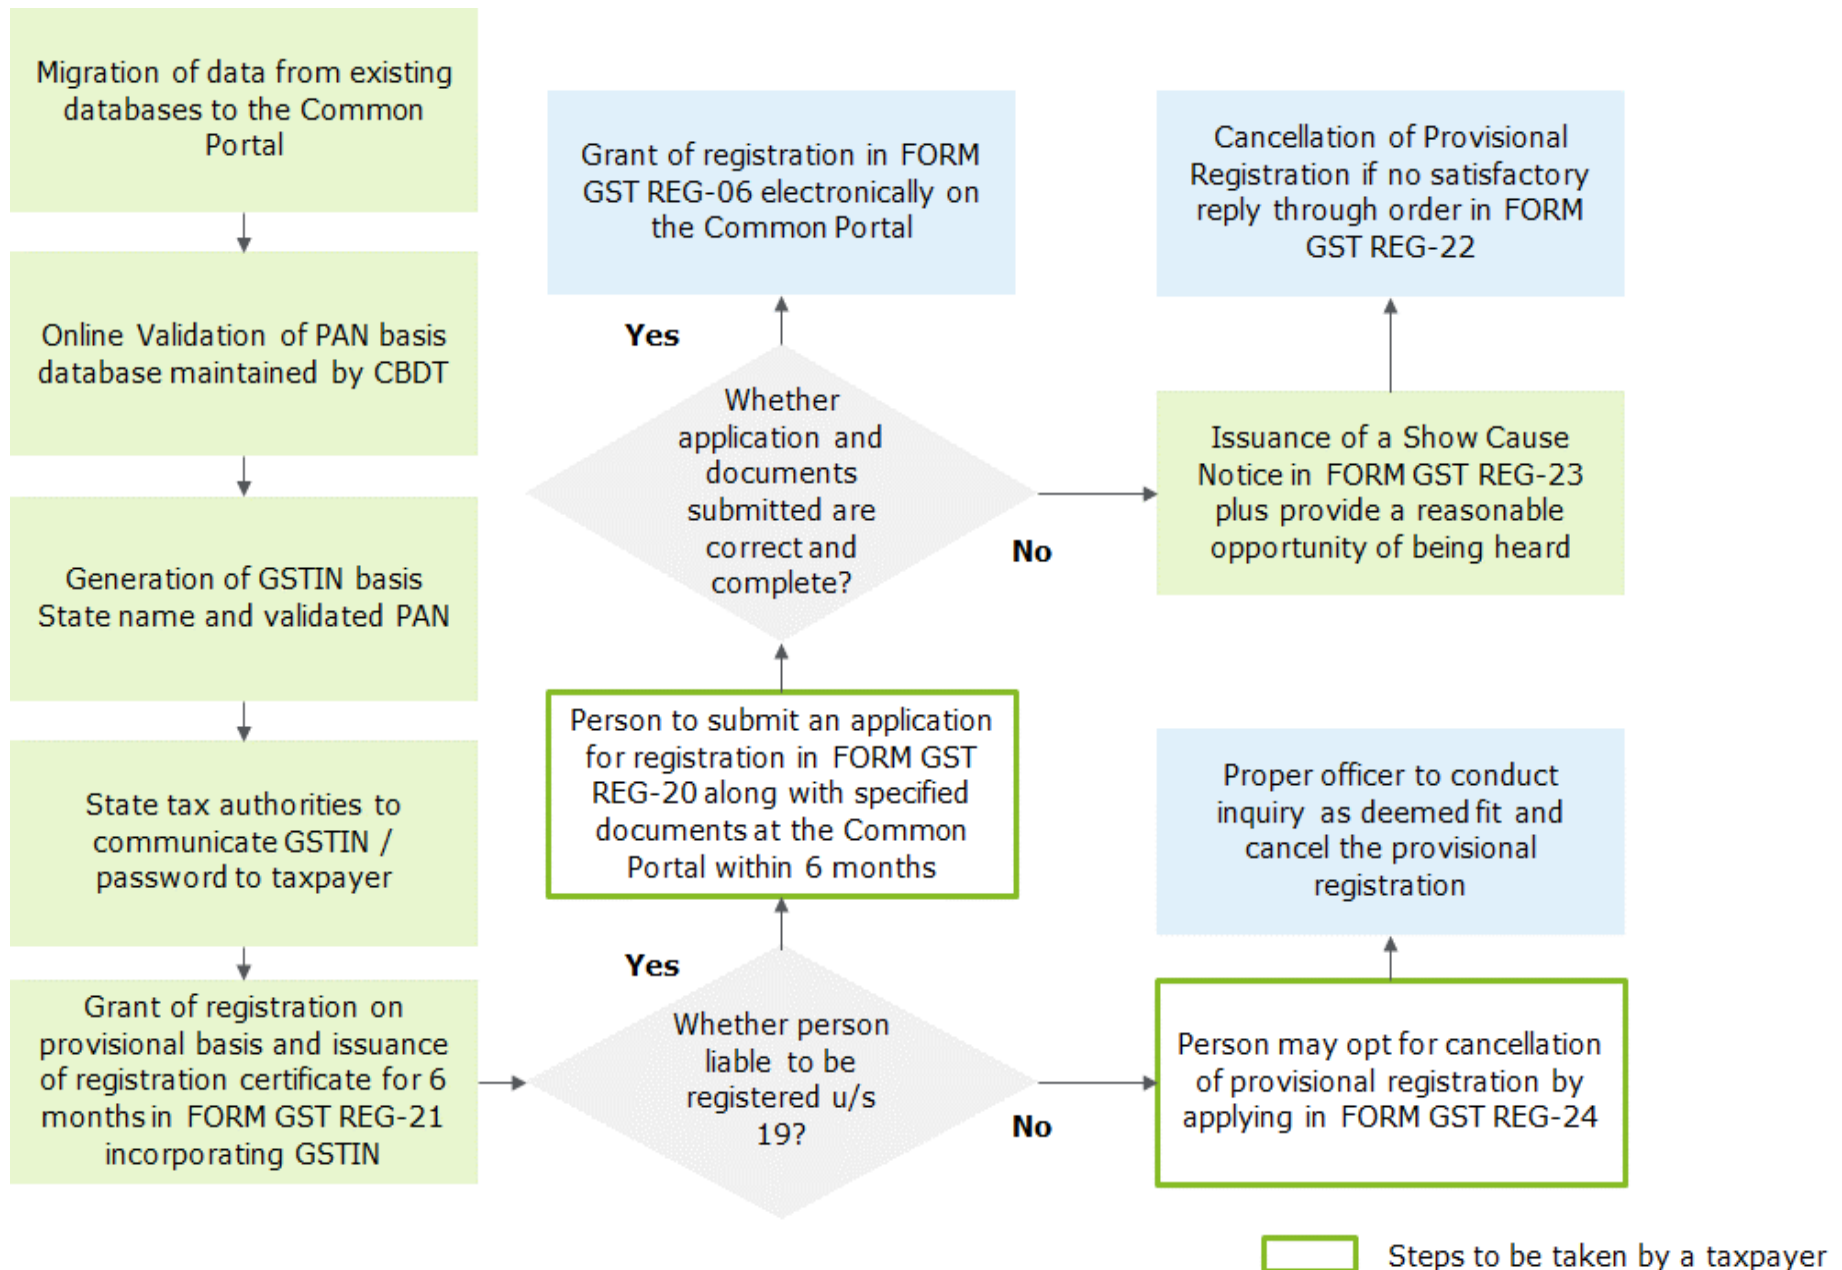 Migration of data from existing
databases to the Common
Portal
Online Validation of PAN basis
database maintained by CBDT
Generation of GSTIN basis
State name and validated PAN
State tax authorities to
communicate GSTIN /
password to taxpayer
Grant of registration on
provisional basis and issuance
of registration certificate for 6
months in FORM GST REG-21
incorporating GSTIN
Whether person
liable to be
registered u/s
19?
Yes
No
Person to submit an application
for registration in FORM GST
REG-20 along with specified
documents at the Common
Portal within 6 months
Whether
application and
documents
submitted are
correct and
complete?
Yes
No
Grant of registration in FORM
GST REG-06 electronically on
the Common Portal
Issuance of a Show Cause
Notice in FORM GST REG-23
plus provide a reasonable
opportunity of being heard
Cancellation of Provisional
Registration if no satisfactory
reply through order in FORM
GST REG-22
Person may opt for cancellation
of provisional registration by
applying in FORM GST REG-24
Proper officer to conduct
inquiry as deemed fit and
cancel the provisional
registration
Steps to be taken by a taxpayer